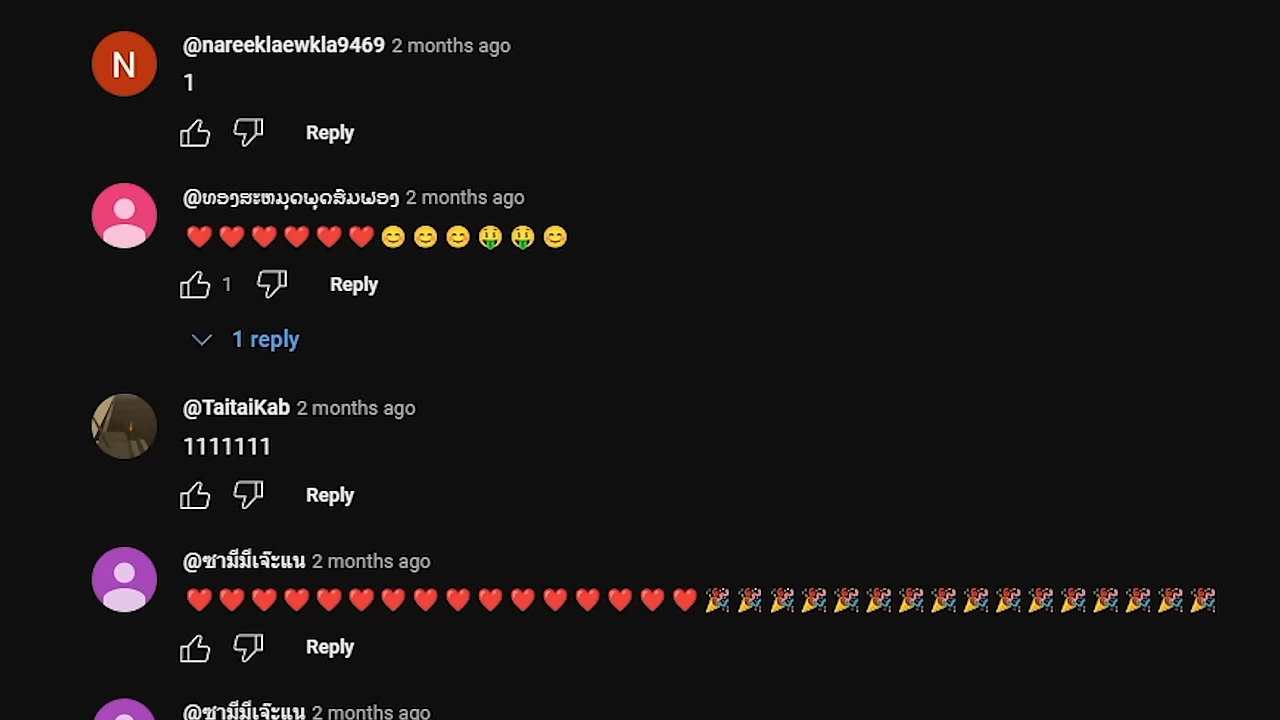 N
@nareeklaewkla9469 2 months ago
1
Reply
@ທອງສະຫມຸດພຸດສົມຟອງ 2 months ago
❤️❤️❤️❤️❤️❤️😊😊😊🤑🤑😊
1 Reply
1 reply
@TaitaiKab 2 months ago
1111111
Reply
@ซามีมีเจ๊ะแน 2 months ago
❤️❤️❤️❤️❤️❤️❤️❤️❤️❤️❤️❤️❤️❤️❤️❤️🎉🎉🎉🎉🎉🎉🎉🎉🎉🎉🎉🎉🎉🎉🎉🎉
Reply
@ซามีมีเจ๊ะแน 2 months ago